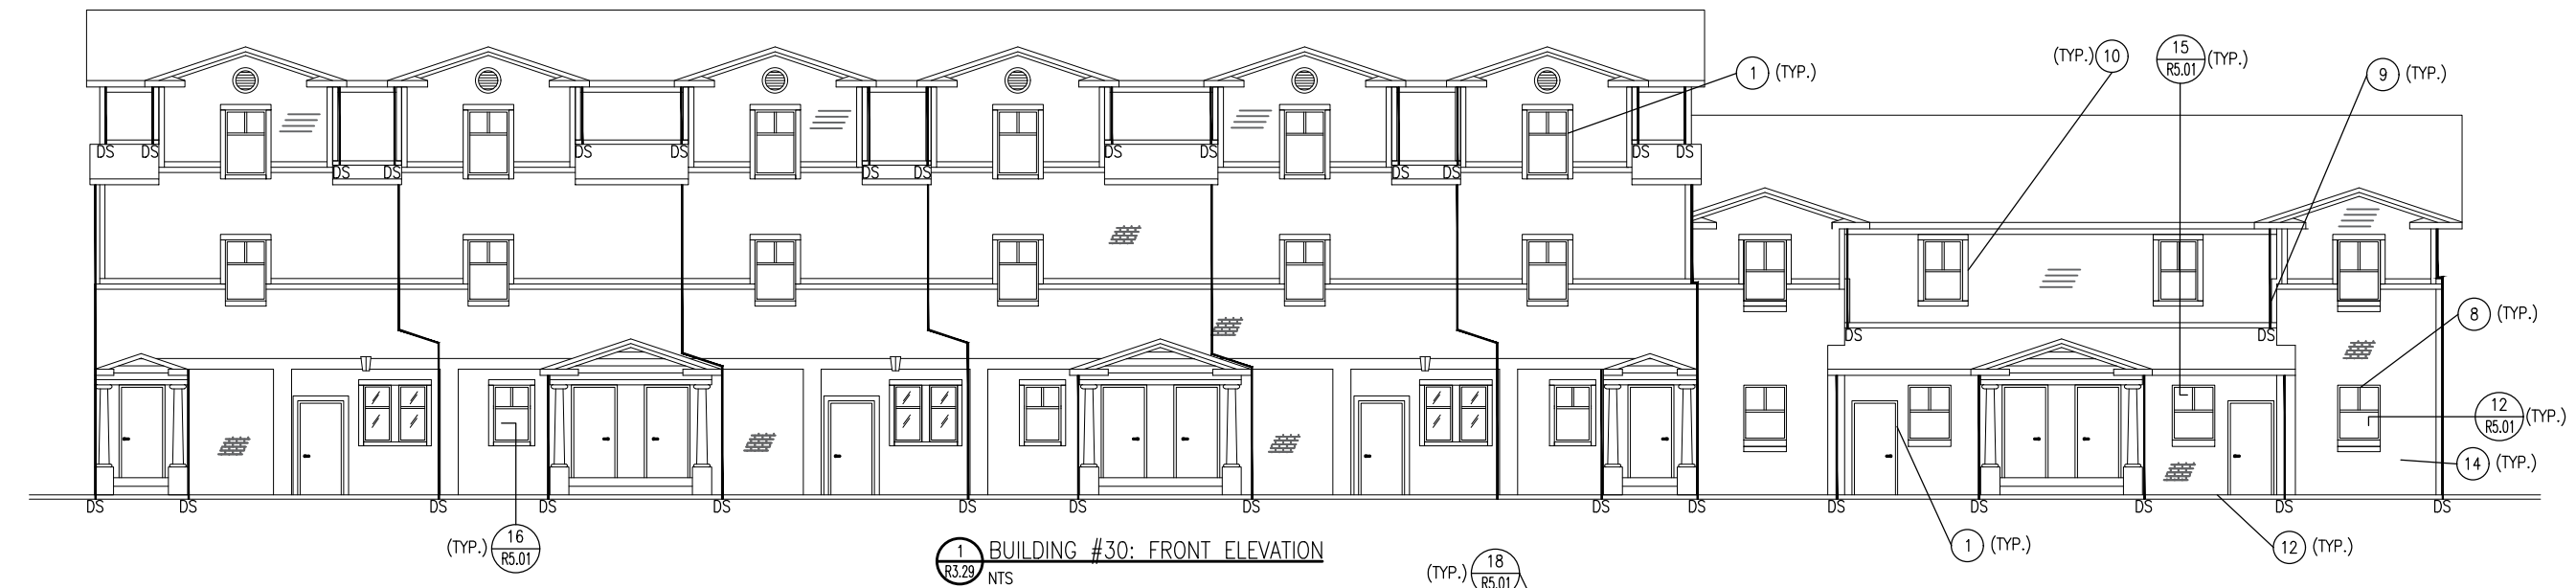 (TYP.) 10
15
R5.01 (TYP.)
1 (TYP.)
9 (TYP.)
DS DS DS DS DS DS DS DS DS DS DS DS DS DS
8 (TYP.)
DS DS
12
R5.01 (TYP.)
14 (TYP.)
DS DS DS DS DS DS DS DS DS DS DS DS DS DS
16
(TYP.) R5.01
1 (TYP.)
12 (TYP.)
1
R3.29
BUILDING #30: FRONT ELEVATION
NTS
18
(TYP.) R5.01